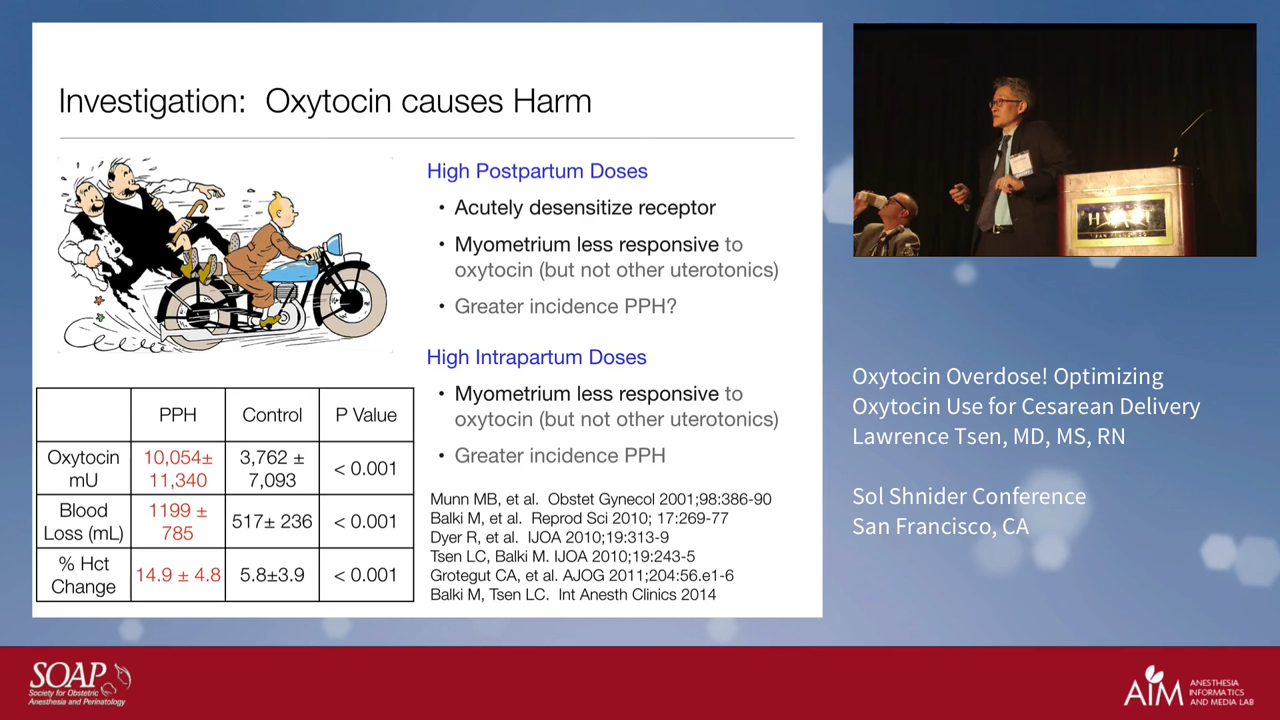 Investigation: Oxytocin causes Harm
High Postpartum Doses
• Acutely desensitize receptor
• Myometrium less responsive to
oxytocin (but not other uterotonics)
• Greater incidence PPH?
High Intrapartum Doses
• Myometrium less responsive to
oxytocin (but not other uterotonics)
• Greater incidence PPH
PPH Control P Value
Oxytocin mU 10,054± 11,340 3,762 ± 7,093 < 0.001
Blood Loss (mL) 1199 ± 785 517± 236 < 0.001
% Hct Change 14.9 ± 4.8 5.8±3.9 < 0.001
Munn MB, et al. Obstet Gynecol 2001;98:386-90
Balki M, et al. Reprod Sci 2010; 17:269-77
Dyer R, et al. IJOA 2010;19:313-9
Tsen LC, Balki M. IJOA 2010;19:243-5
Grotegut CA, et al. AJOG 2011;204:56.e1-6
Balki M, Tsen LC. Int Anesth Clinics 2014
HYATT
Oxytocin Overdose! Optimizing
Oxytocin Use for Cesarean Delivery
Lawrence Tsen, MD, MS, RN
Sol Shnider Conference
San Francisco, CA
SOAP
Society for Obstetric
Anesthesia and Perinatology
AIM
ANESTHESIA
INFORMATICS
AND MEDIA LAB